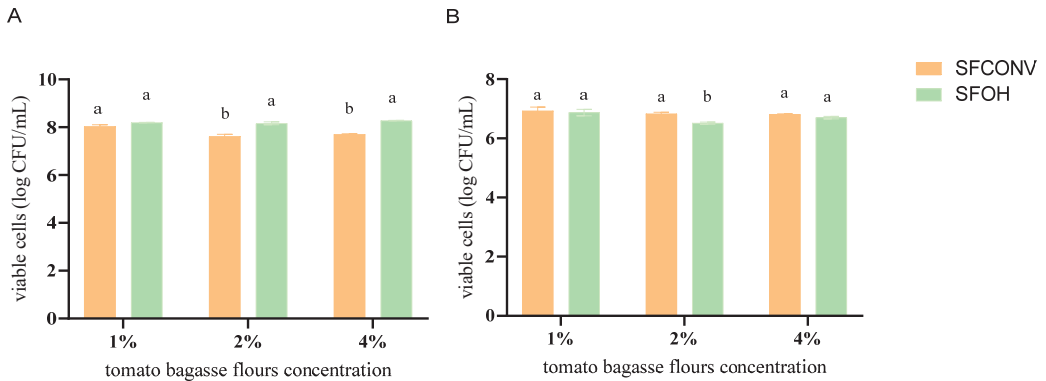 A
viable cells (log CFU/mL)
10
8
6
4
2
0
a
a
b
a
b
a
1%
2%
4%
tomato bagasse flours concentration
B
viable cells (log CFU/mL)
8
6
4
2
0
a
a
a
b
a
a
1%
2%
4%
tomato bagasse flours concentration
SFCONV
SFOH